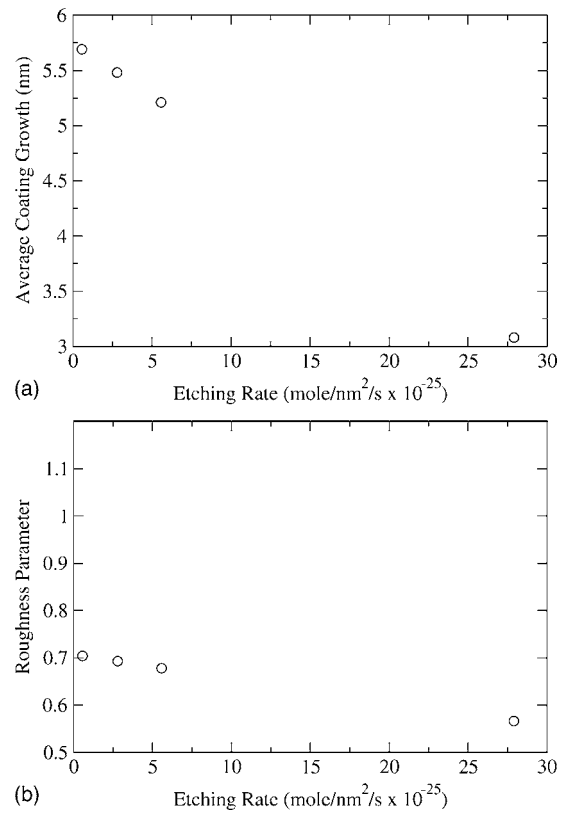 6
5.5
5
4.5
4
3.5
3
Average Coating Growth (nm)
0 5 10 15 20 25 30
(a) Etching Rate (mole/nm²/s x 10⁻²⁵)
1.1
1
0.9
0.8
0.7
0.6
0.5
Roughness Parameter
0 5 10 15 20 25 30
(b) Etching Rate (mole/nm²/s x 10⁻²⁵)